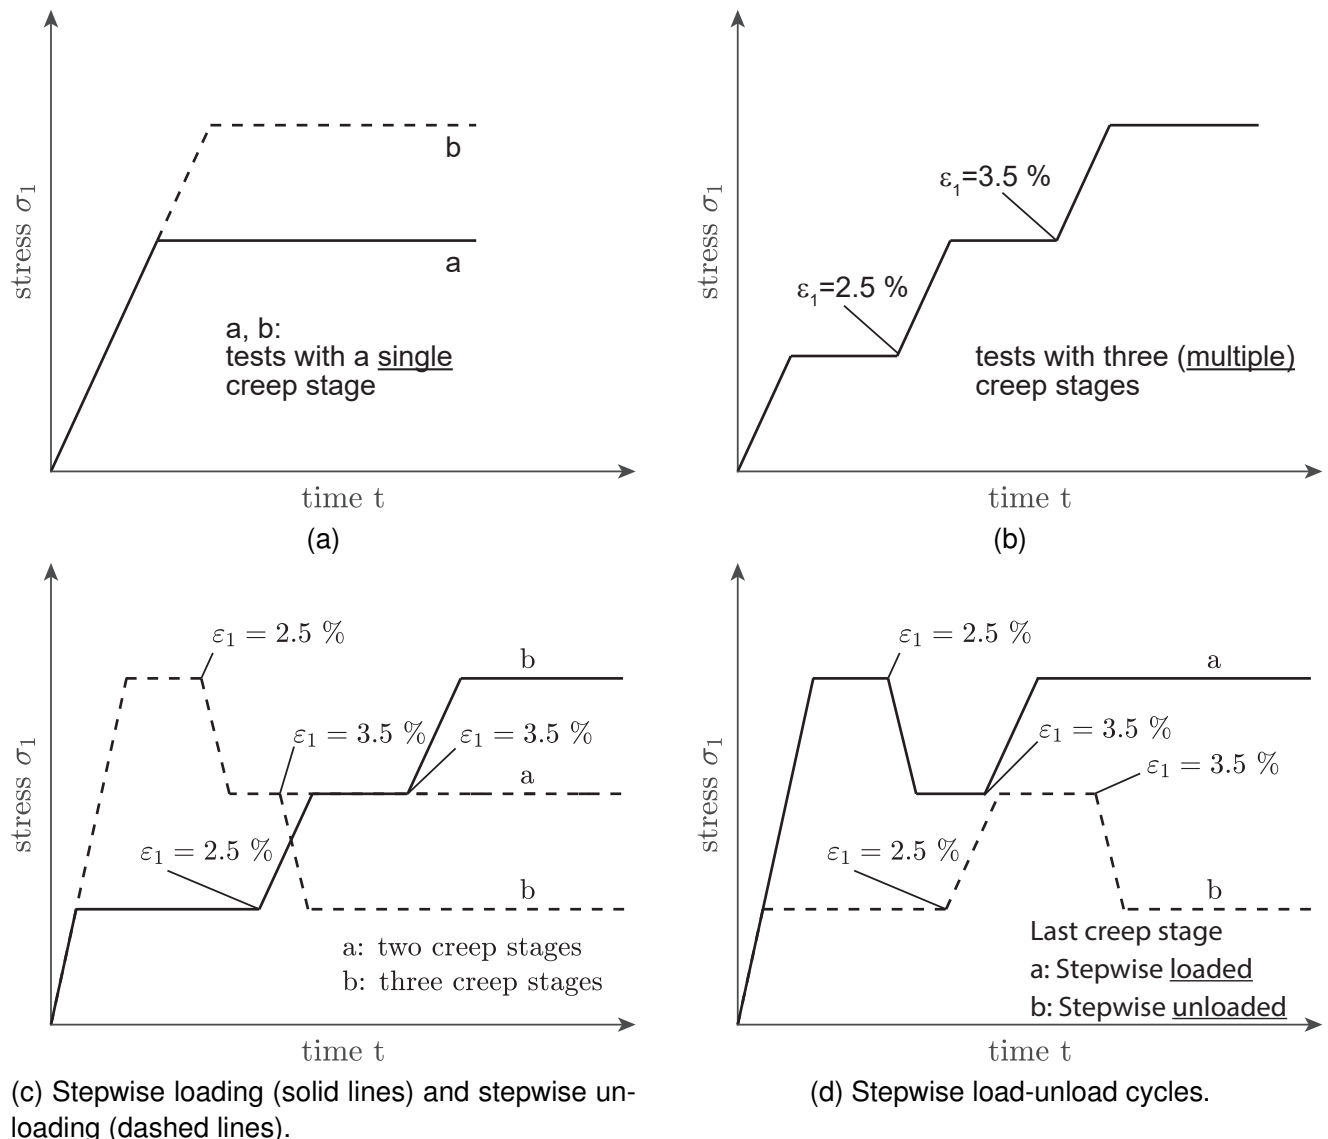 stress σ₁
b
a
a, b:
tests with a single
creep stage
time t
(a)
stress σ₁
ε₁=3.5 %
ε₁=2.5 %
tests with three (multiple)
creep stages
time t
(b)
stress σ₁
ε₁ = 2.5 %
b
ε₁ = 3.5 %
ε₁ = 3.5 %
a
ε₁ = 2.5 %
b
a: two creep stages
b: three creep stages
time t
(c) Stepwise loading (solid lines) and stepwise un-
loading (dashed lines).
stress σ₁
ε₁ = 2.5 %
a
ε₁ = 3.5 %
ε₁ = 3.5 %
ε₁ = 2.5 %
b
Last creep stage
a: Stepwise loaded
b: Stepwise unloaded
time t
(d) Stepwise load-unload cycles.